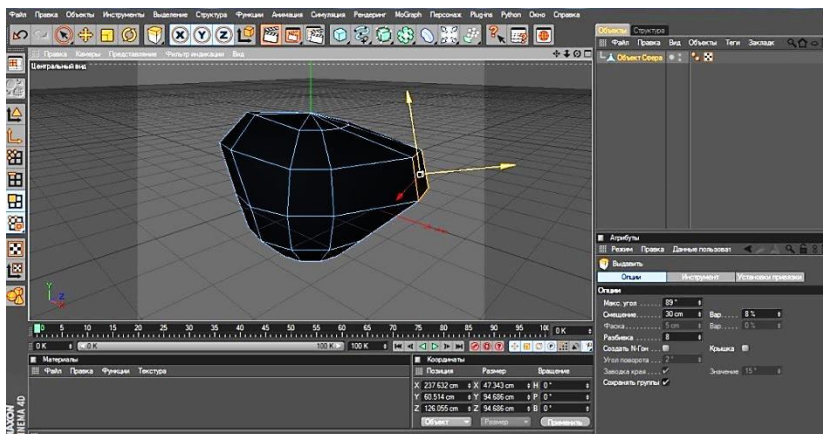 Файл Правка Объекты Инструменты Выделение Структура Функции Анимация Симуляция Рендеринг MoGraph Персонаж Plug-ins Python Окно Справка
Правка Камеры Представление Фильтр индикации Вид
Центральный вид
Y
Z
X
0 5 10 15 20 25 30 35 40 45 50 55 60 65 70 75 80 85 90 95 10( 0 K
0 K 0 K 100 K 100 K
Материалы
Файл Правка Функции Текстура
Координаты
Позиция Размер Вращение
X 237.632 cm X 47.343 cm H 0 °
Y 60.514 cm Y 94.686 cm P 0 °
Z 126.055 cm Z 94.686 cm B 0 °
Объект Размер Применить
MAXON
CINEMA 4D
Объекты Структура
Файл Правка Вид Объекты Теги Закладк
Объект Сфера
Атрибуты
Режим Правка Данные пользоват
Выдавить
Опции Инструмент Установки привязки
Опции
Макс. угол 89 °
Смещение 30 cm Вар. 8 %
Фаска 5 cm Вар. 0 %
Разбивка 8
Создать N-Гон Крышка
Угол поворота 2 °
Заводка края Значение 15 °
Сохранять группы